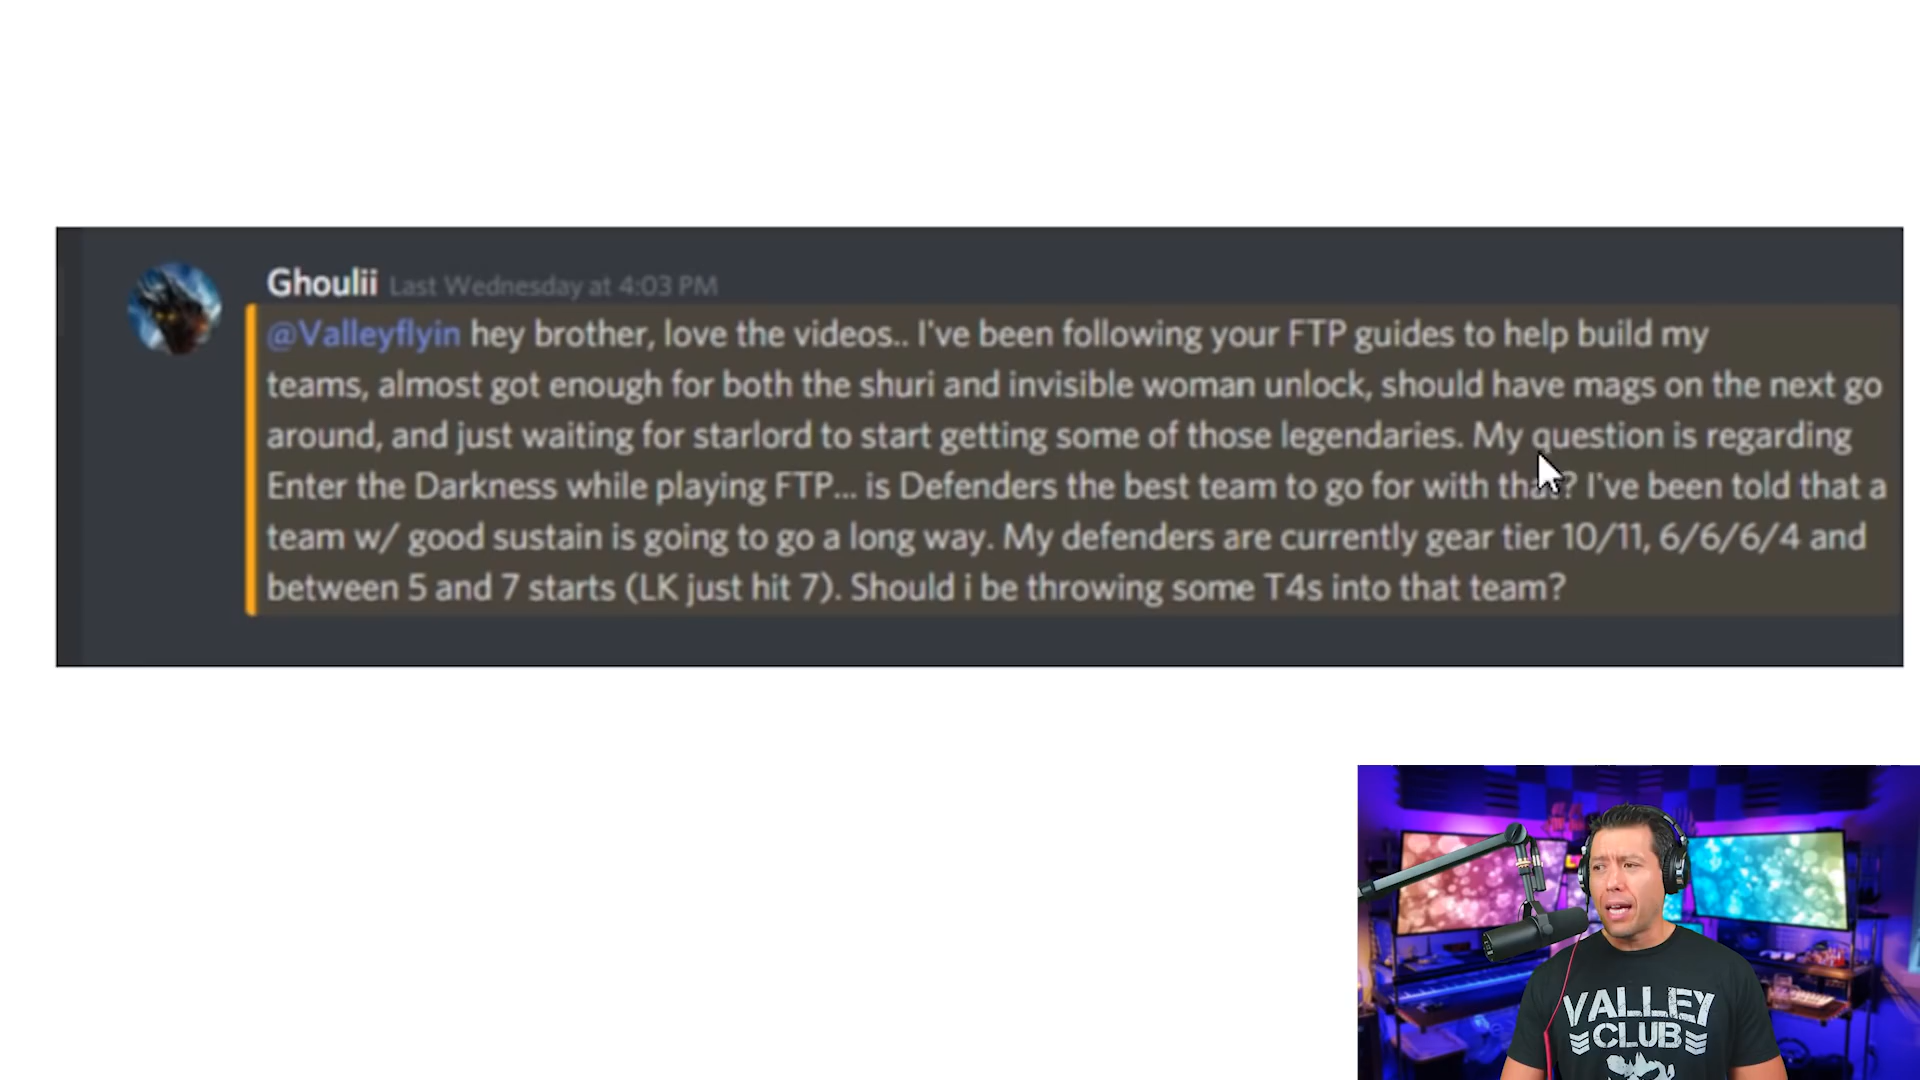 Ghoulii Last Wednesday at 4:03 PM
@Valleyflyin hey brother, love the videos.. I've been following your FTP guides to help build my
teams, almost got enough for both the shuri and invisible woman unlock, should have mags on the next go
around, and just waiting for starlord to start getting some of those legendaries. My question is regarding
Enter the Darkness while playing FTP... is Defenders the best team to go for with that? I've been told that a
team w/ good sustain is going to go a long way. My defenders are currently gear tier 10/11, 6/6/6/4 and
between 5 and 7 starts (LK just hit 7). Should i be throwing some T4s into that team?
VALLEY
CLUB